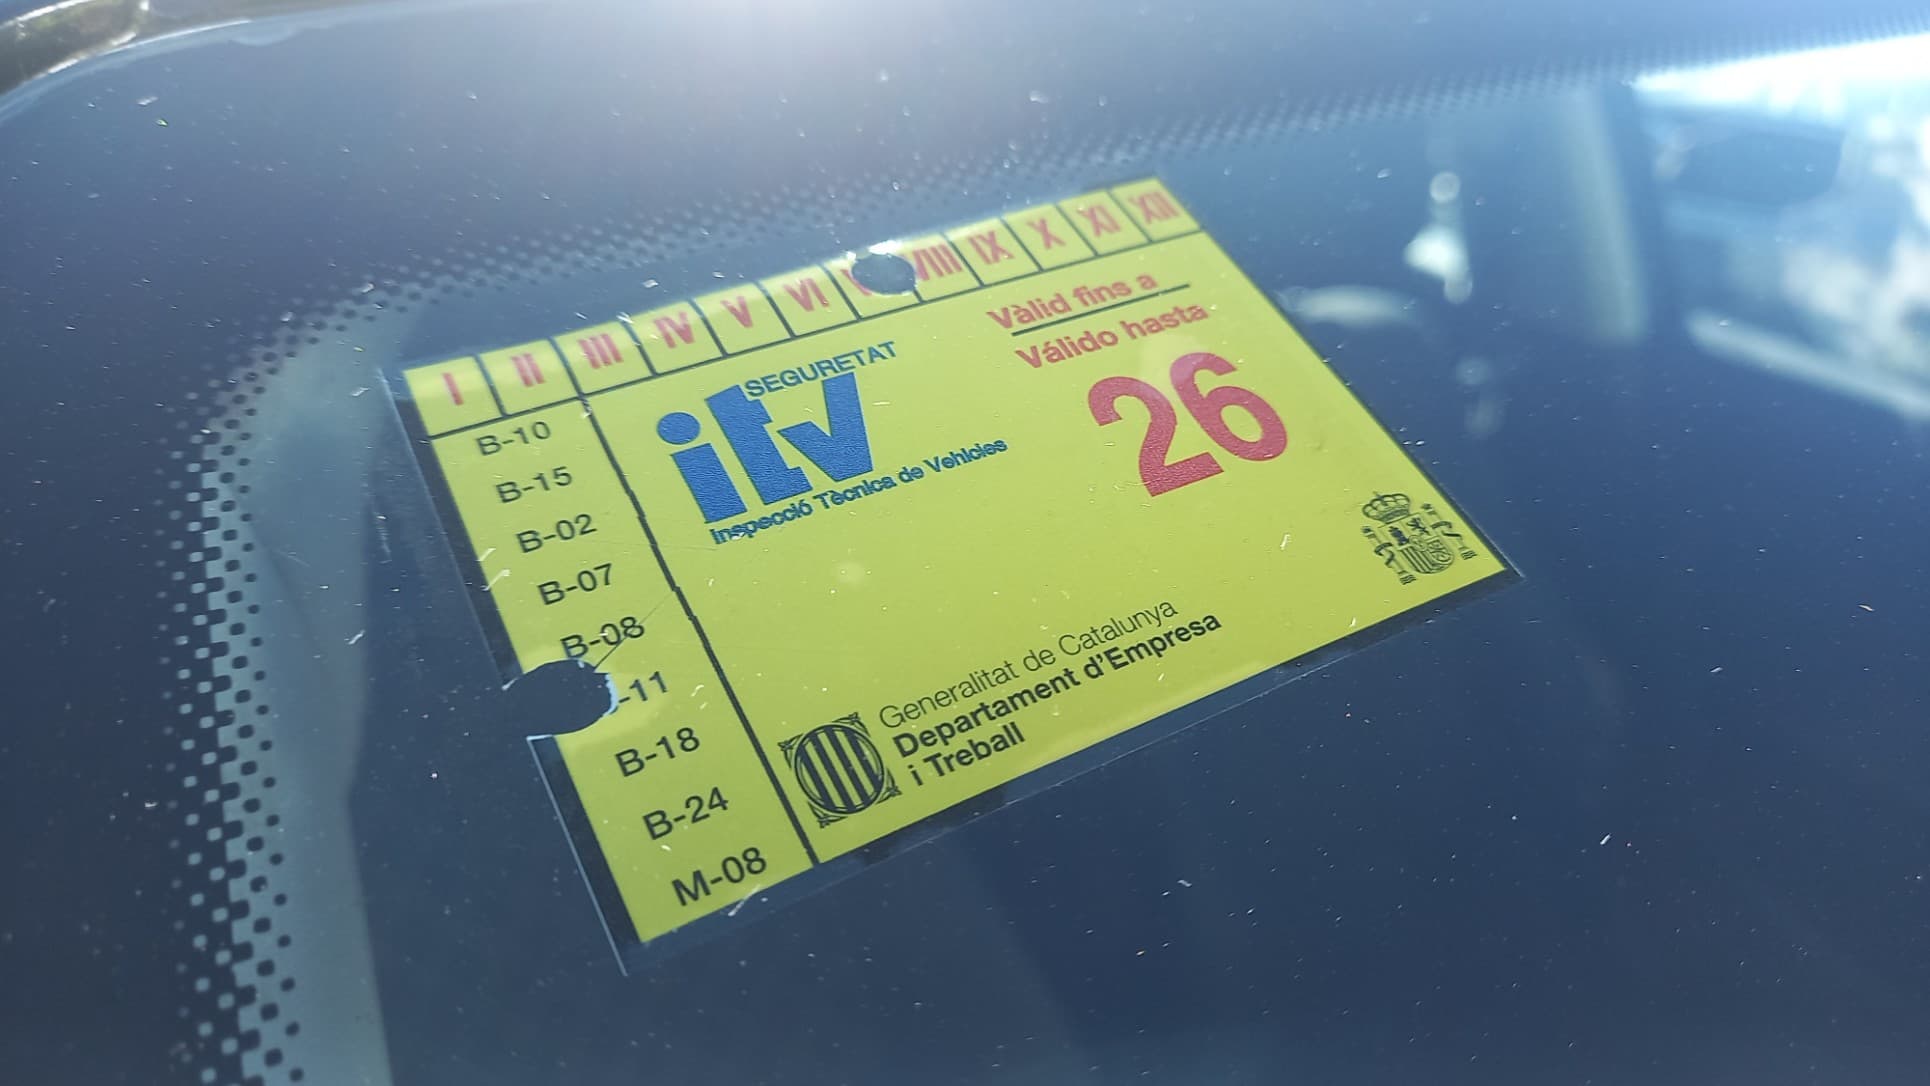 I II III IV V VI VIII IX X XI XII
B-10
B-15
B-02
B-07
B-08
-11
B-18
B-24
M-08
SEGURETAT
itv
Inspecció Tècnica de Vehicles
Vàlid fins a
Válido hasta
26
Generalitat de Catalunya
Departament d'Empresa
i Treball